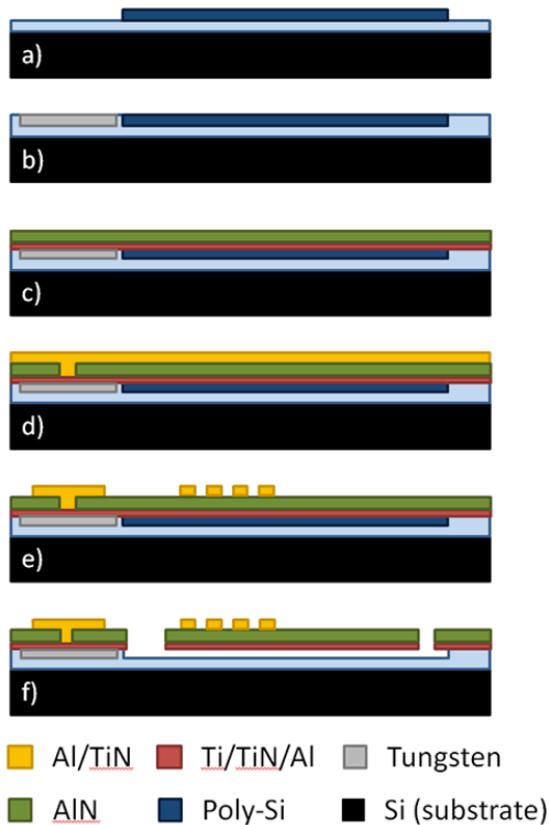 a)
b)
c)
d)
e)
f)
Al/TiN Ti/TiN/Al Tungsten
AlN Poly-Si Si (substrate)